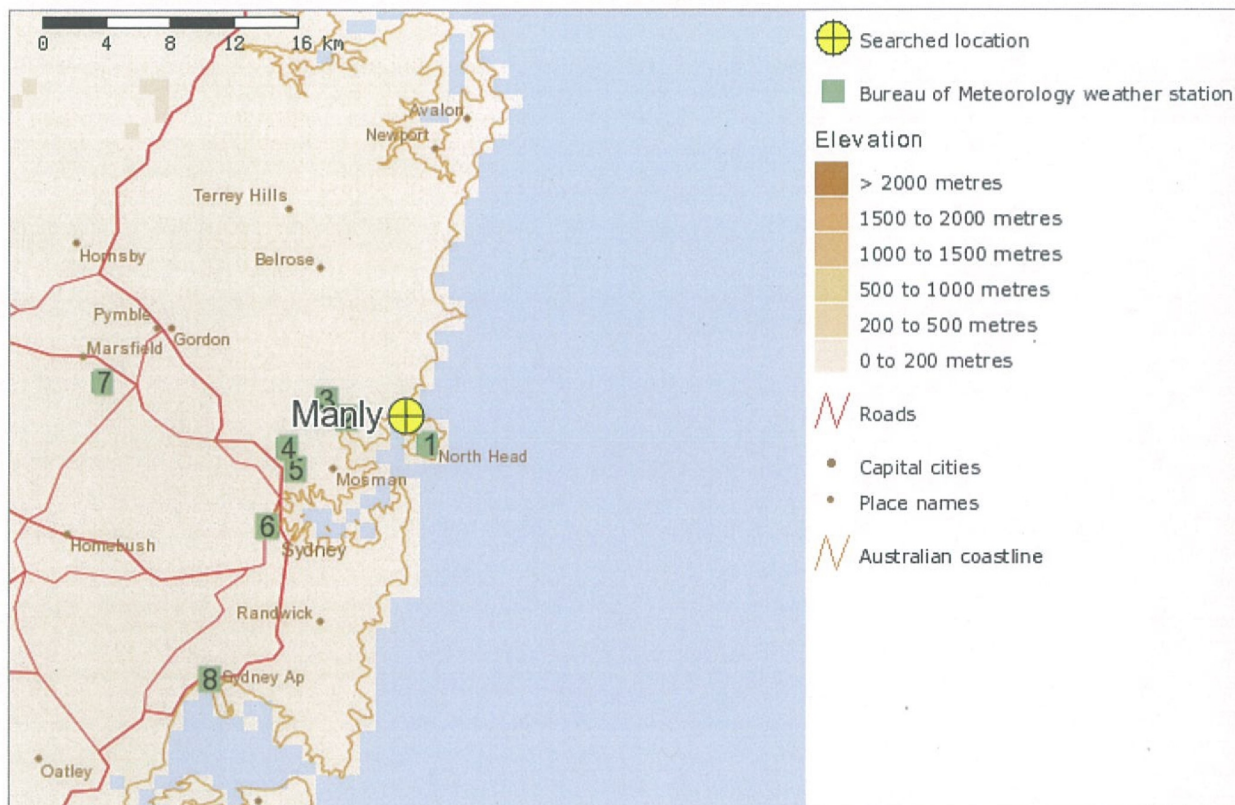 0 4 8 12 16 km
Avalon
Newport
Terrey Hills
Hornsby
Belrose
Pymble
Gordon
Marsfield
7
3
Manly
4
1
North Head
5
Mosman
6
Homebush
Sydney
Randwick
8
Sydney Ap
Oatley
Searched location
Bureau of Meteorology weather station
Elevation
> 2000 metres
1500 to 2000 metres
1000 to 1500 metres
500 to 1000 metres
200 to 500 metres
0 to 200 metres
Roads
Capital cities
Place names
Australian coastline